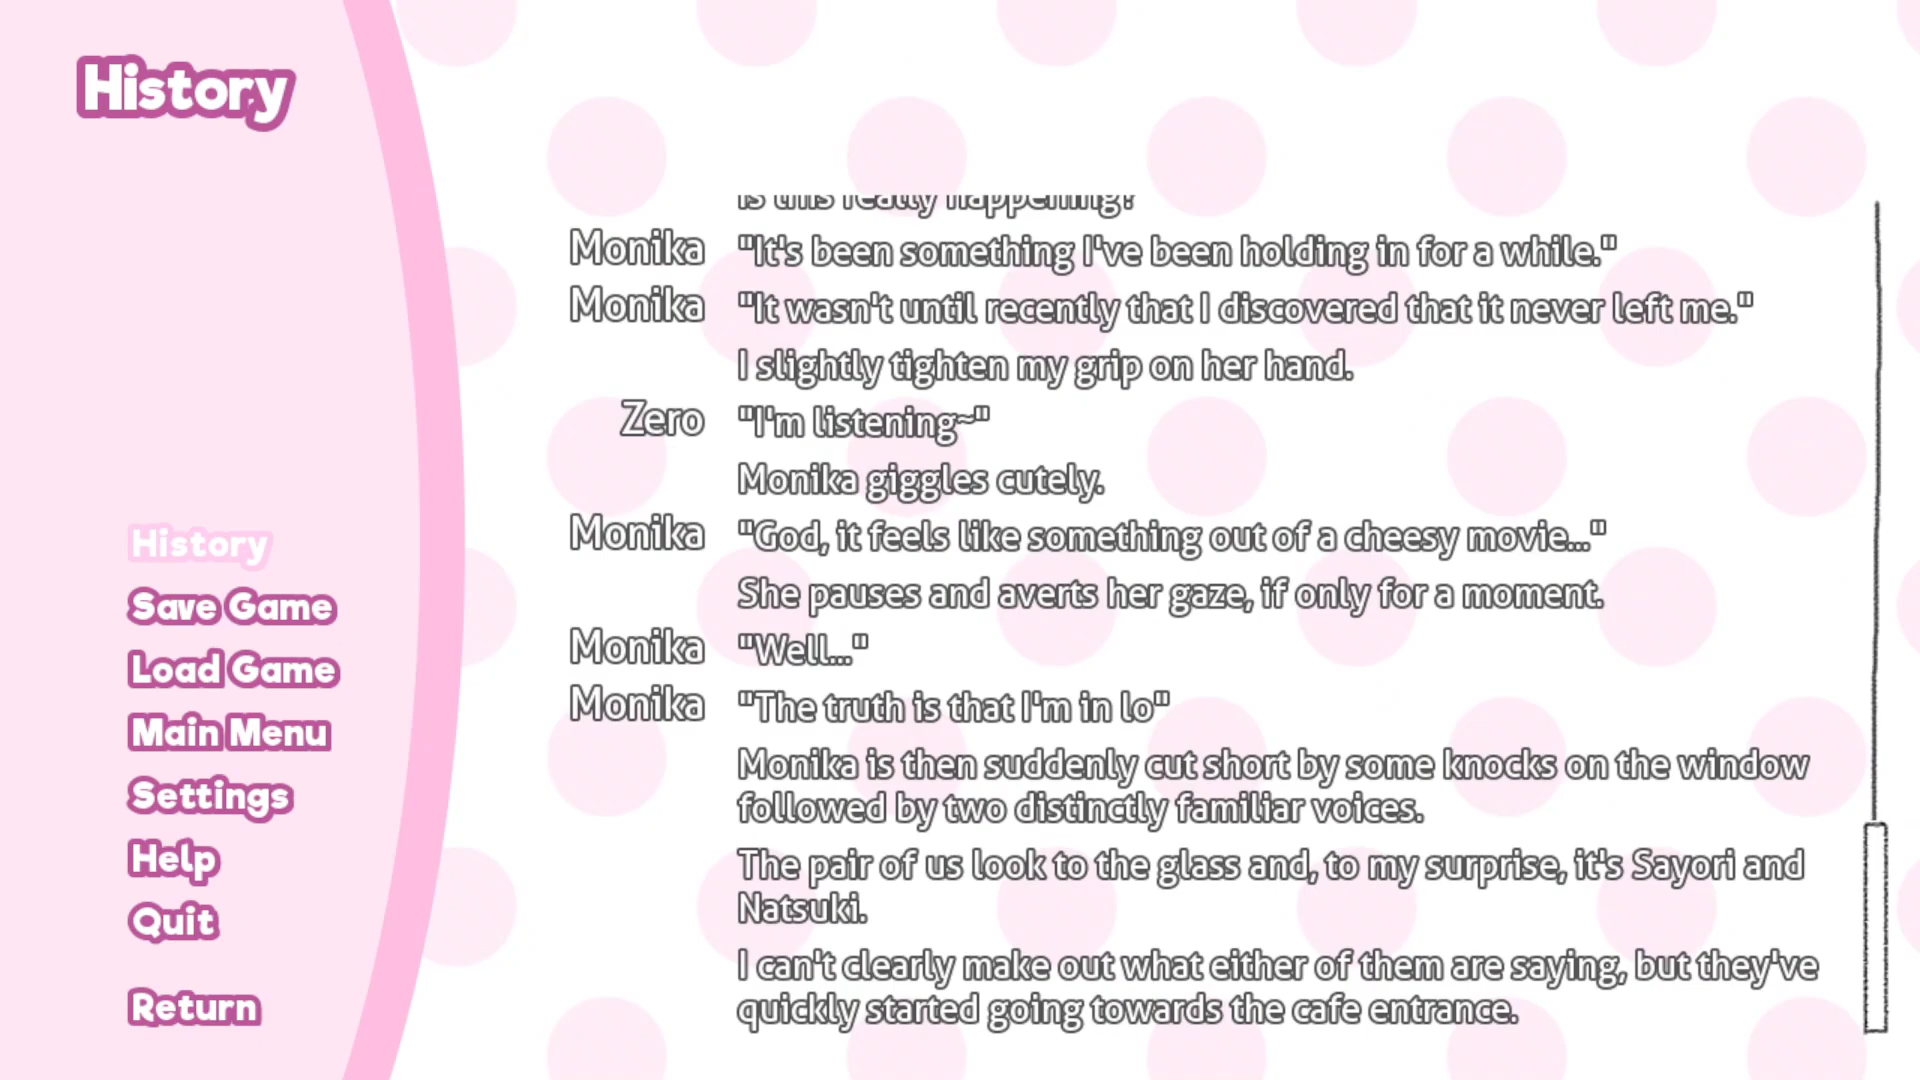 History
Is this really happening?
Monika "It's been something I've been holding in for a while."
Monika "It wasn't until recently that I discovered that it never left me."
I slightly tighten my grip on her hand.
Zero "I'm listening~"
Monika giggles cutely.
Monika "God, it feels like something out of a cheesy movie..."
She pauses and averts her gaze, if only for a moment.
Monika "Well..."
Monika "The truth is that I'm in lo"
Monika is then suddenly cut short by some knocks on the window
followed by two distinctly familiar voices.
The pair of us look to the glass and, to my surprise, it's Sayori and
Natsuki.
I can't clearly make out what either of them are saying, but they've
quickly started going towards the cafe entrance.
History
Save Game
Load Game
Main Menu
Settings
Help
Quit
Return